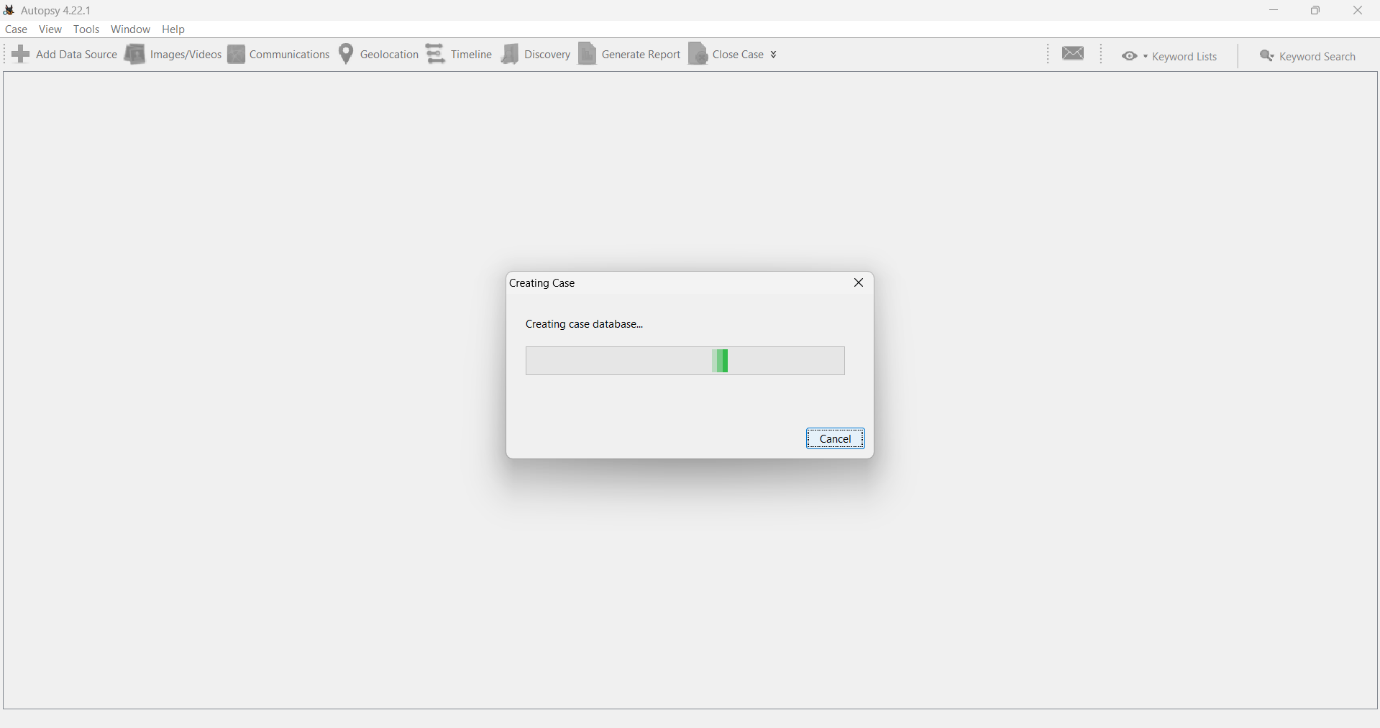 Autopsy 4.22.1
Case View Tools Window Help
Add Data Source Images/Videos Communications Geolocation Timeline Discovery Generate Report Close Case Keyword Lists Keyword Search
Creating Case
Creating case database...
Cancel